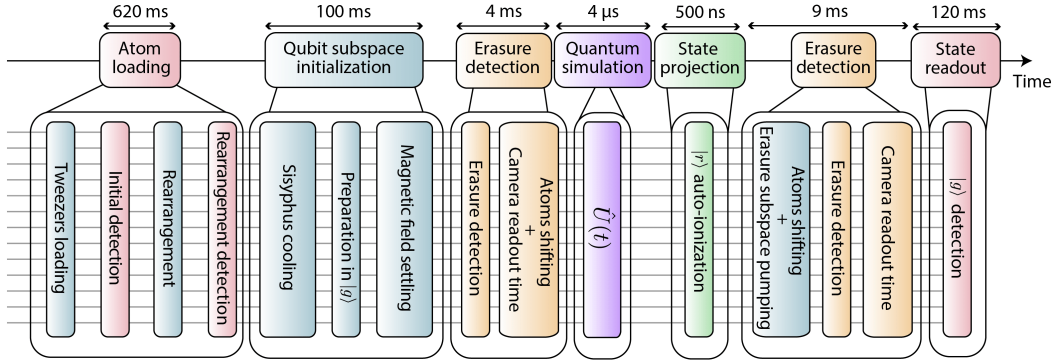 620 ms
100 ms
4 ms
4 μs
500 ns
9 ms
120 ms
Atom
loading
Qubit subspace
initialization
Erasure
detection
Quantum
simulation
State
projection
Erasure
detection
State
readout
Time
Tweezers loading
Initial detection
Rearrangement
Rearrangement detection
Sisyphus cooling
Preparation in |g⟩
Magnetic field settling
Erasure detection
Atoms shifting
+
Camera readout time
Û(t)
|r⟩ auto-ionization
Atoms shifting
+
Erasure subspace pumping
Erasure detection
Camera readout time
|g⟩ detection